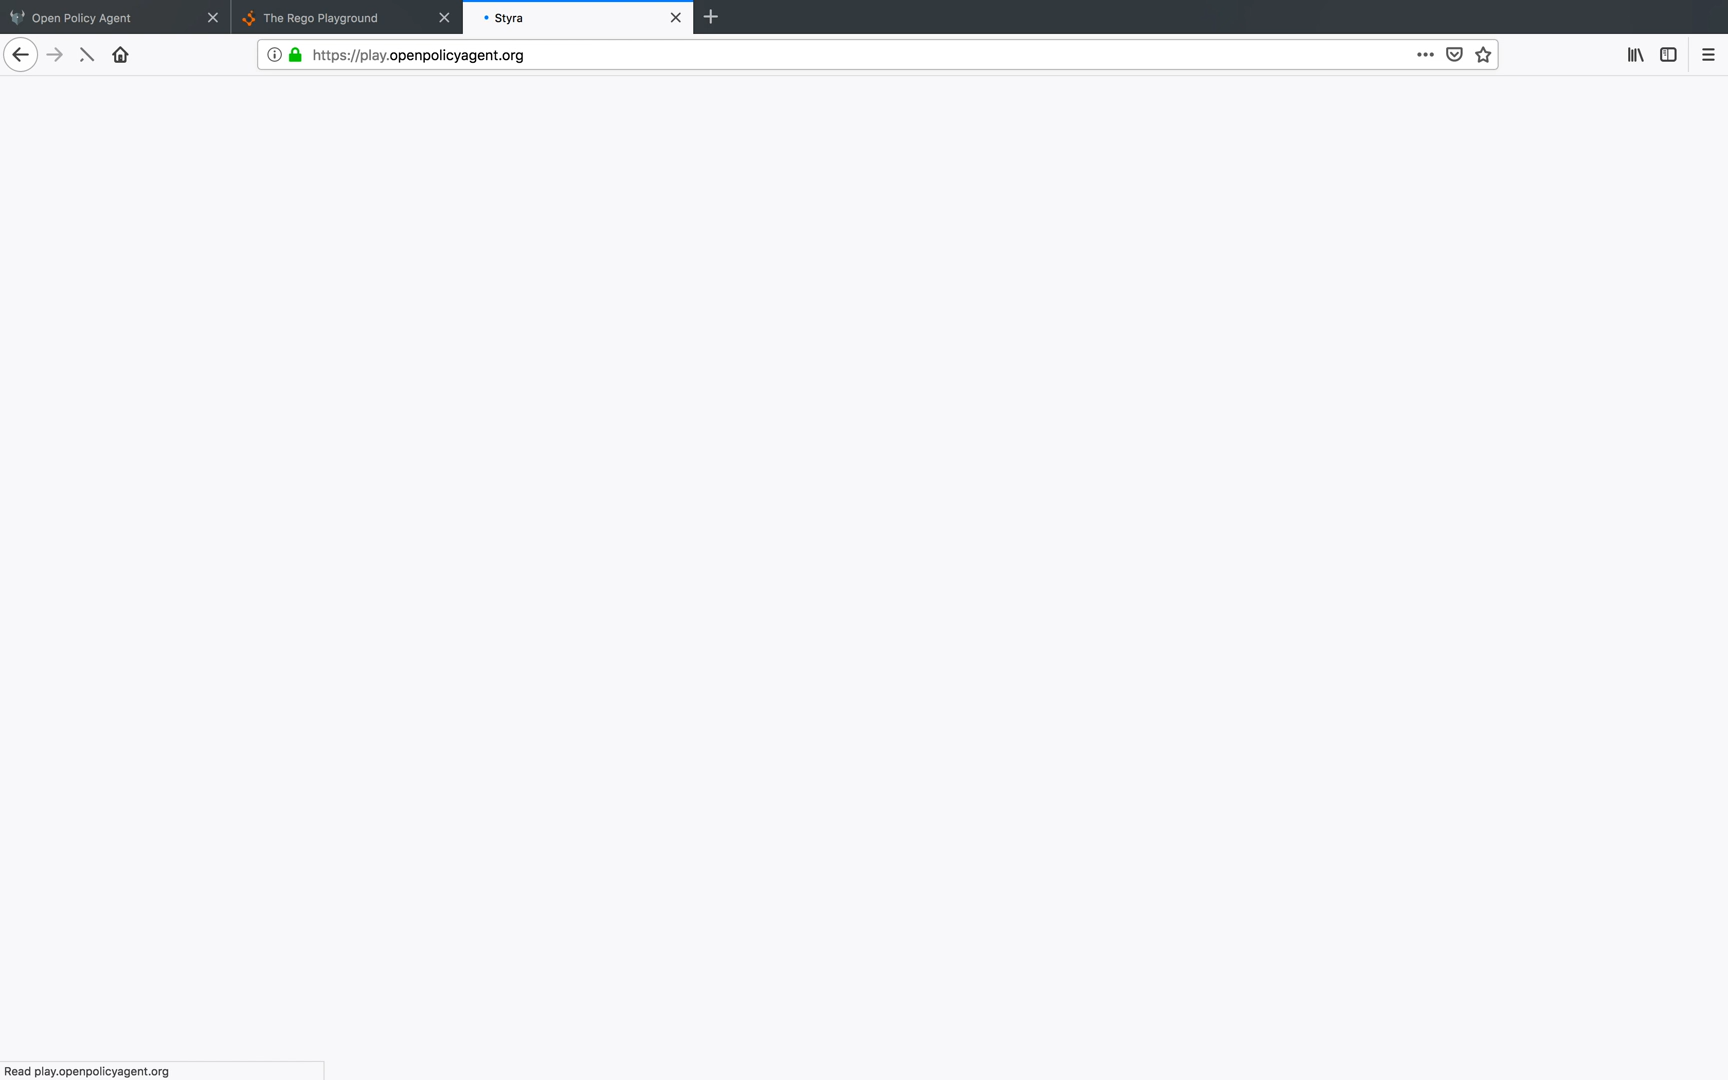 Open Policy Agent
The Rego Playground
Styra
https://play.openpolicyagent.org
Read play.openpolicyagent.org